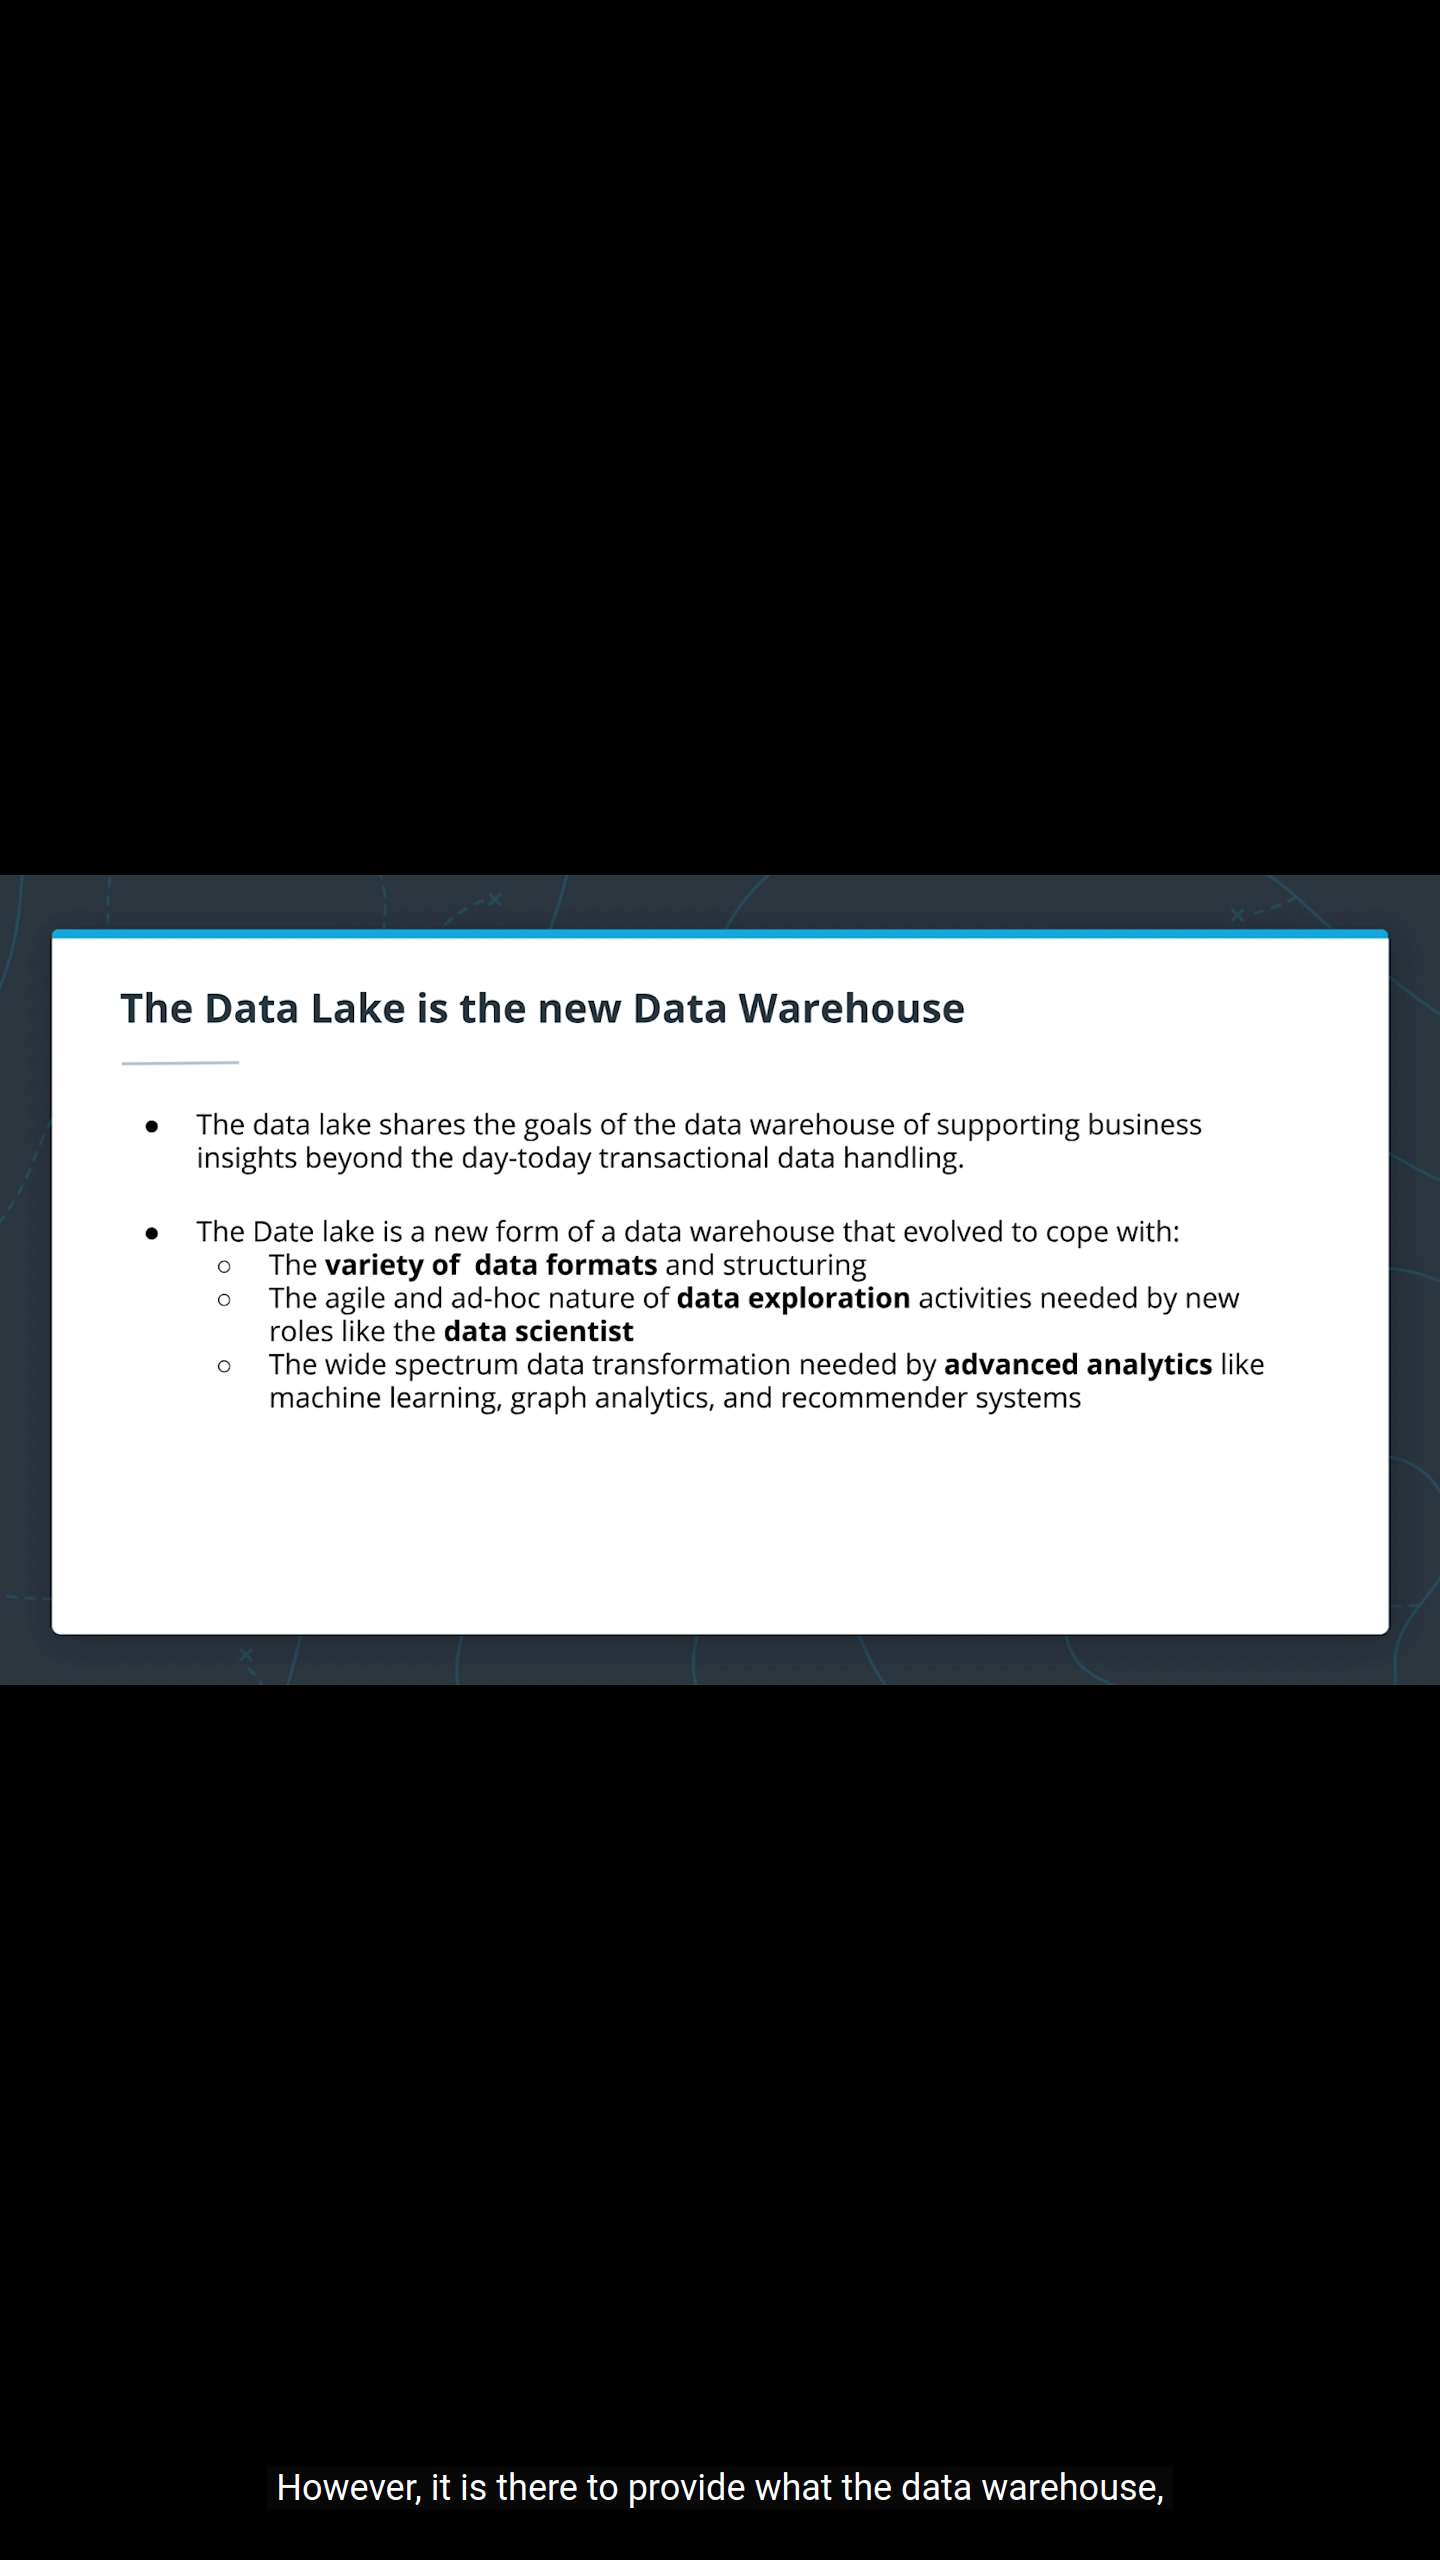 The Data Lake is the new Data Warehouse
● The data lake shares the goals of the data warehouse of supporting business
insights beyond the day-today transactional data handling.
● The Date lake is a new form of a data warehouse that evolved to cope with:
○ The variety of  data formats and structuring
○ The agile and ad-hoc nature of data exploration activities needed by new
roles like the data scientist
○ The wide spectrum data transformation needed by advanced analytics like
machine learning, graph analytics, and recommender systems
However, it is there to provide what the data warehouse,